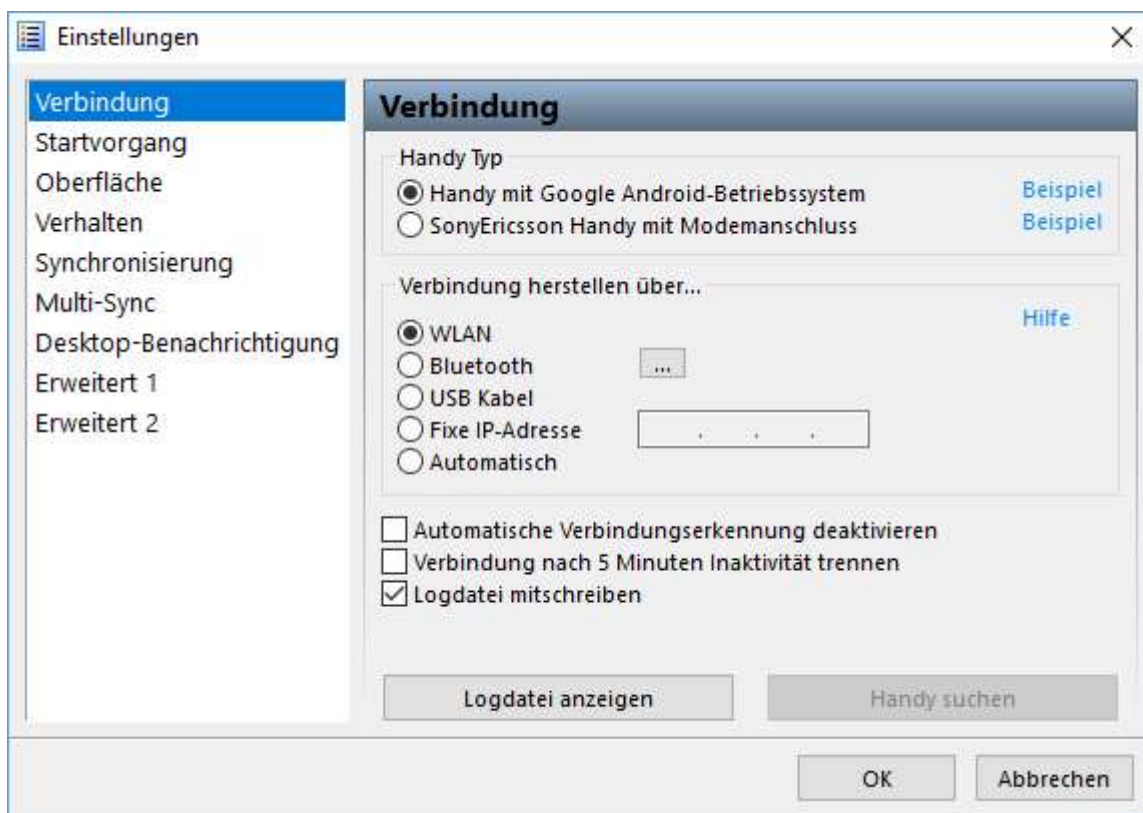 Einstellungen
Verbindung
Startvorgang
Oberfläche
Verhalten
Synchronisierung
Multi-Sync
Desktop-Benachrichtigung
Erweitert 1
Erweitert 2
Verbindung
Handy Typ
Handy mit Google Android-Betriebssystem Beispiel
SonyEricsson Handy mit Modemanschluss Beispiel
Verbindung herstellen über...
Hilfe
WLAN
Bluetooth ...
USB Kabel
Fixe IP-Adresse . . .
Automatisch
Automatische Verbindungserkennung deaktivieren
Verbindung nach 5 Minuten Inaktivität trennen
Logdatei mitschreiben
Logdatei anzeigen Handy suchen
OK Abbrechen